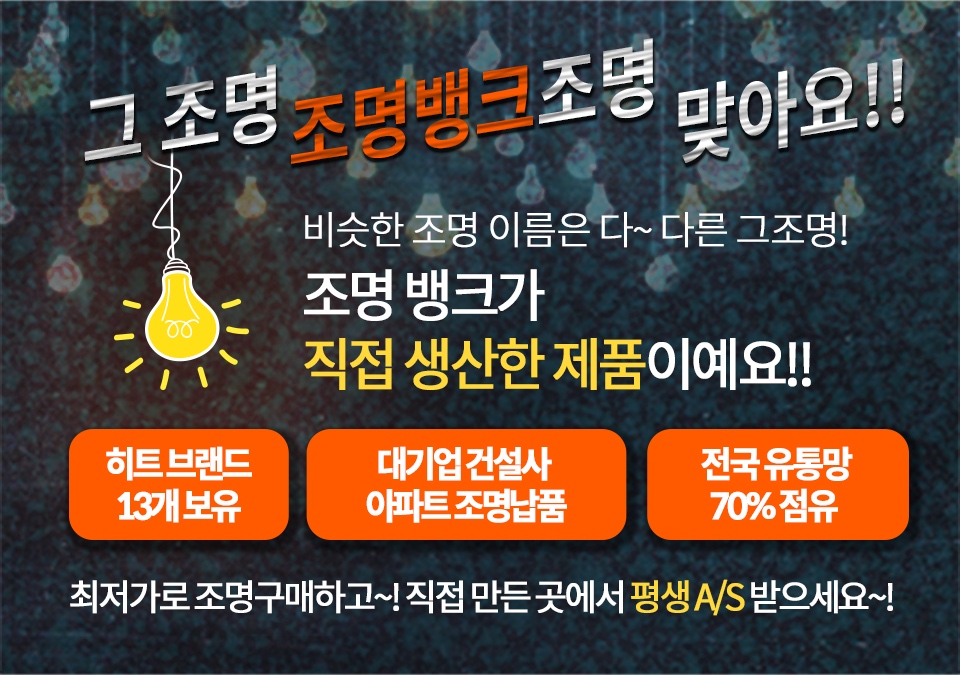 그 조명 조명뱅크조명 맞아요!!
비슷한 조명 이름은 다~ 다른 그조명!
조명 뱅크가
직접 생산한 제품이예요!!
히트 브랜드
13개 보유
대기업 건설사
아파트 조명납품
전국 유통망
70% 점유
최저가로 조명구매하고~! 직접 만든 곳에서 평생 A/S 받으세요~!